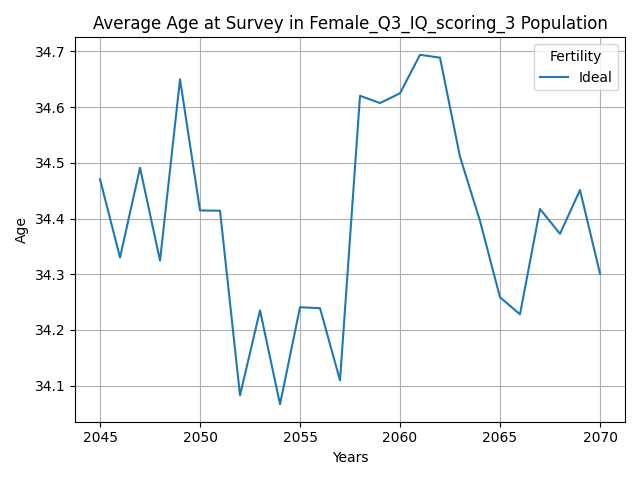 Average Age at Survey in Female_Q3_IQ_scoring_3 Population
Fertility
Ideal
34.7
34.6
34.5
34.4
34.3
34.2
34.1
Age
2045 2050 2055 2060 2065 2070
Years